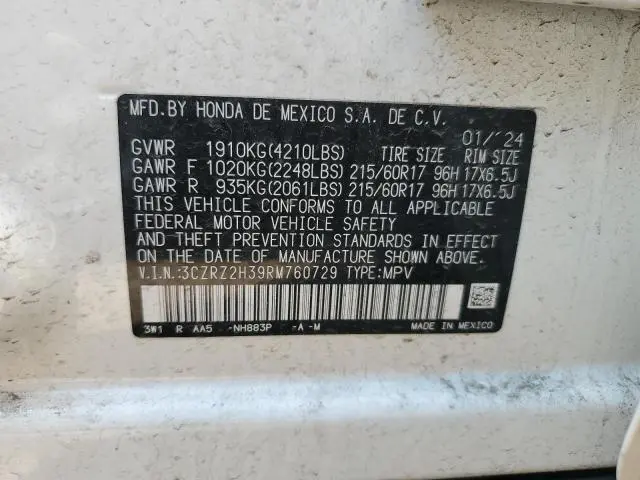 MFD.BY HONDA DE MEXICO S.A. DE C.V.
01/'24
GVWR 1910KG(4210LBS) TIRE SIZE RIM SIZE
GAWR F 1020KG(2248LBS) 215/60R17 96H 17X6.5J
GAWR R 935KG(2061LBS) 215/60R17 96H 17X6.5J
THIS VEHICLE CONFORMS TO ALL APPLICABLE
FEDERAL MOTOR VEHICLE SAFETY
AND THEFT PREVENTION STANDARDS IN EFFECT
ON THE DATE OF MANUFACTURE SHOWN ABOVE.
V.I.N.:3CZRZ2H39RM760729 TYPE:MPV
3W1 R AA5 -NH883P -A-M MADE IN MEXICO